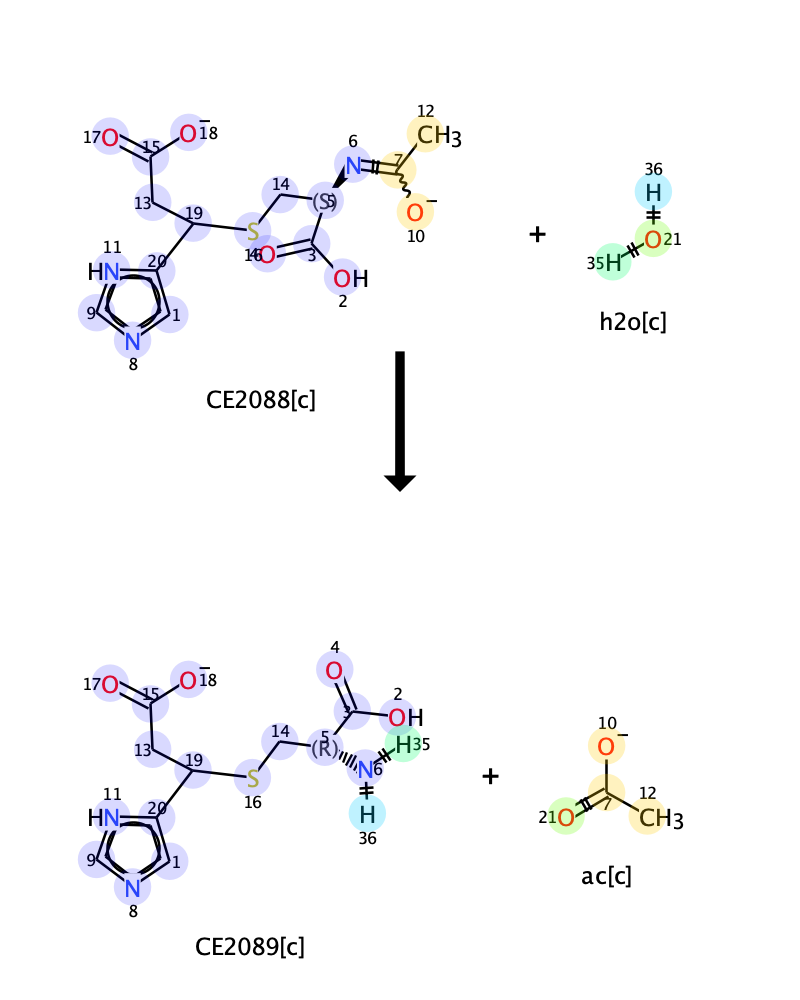 12
CH3
17 O O− 18
15
6
N
7
36
H
14
(S)
5
O−
10
13
19
S
16
4
O
3
+
O 21
35 H
11
HN
20
OH
2
h2o[c]
9
1
N
8
CE2088[c]
4
O
17 O O− 18
15
3
2
OH
10
O−
13
14
5
(R)
H 35
19
S
16
N 6
+
11
HN
20
H
36
21 O
7
12
CH3
9
1
N
8
ac[c]
CE2089[c]